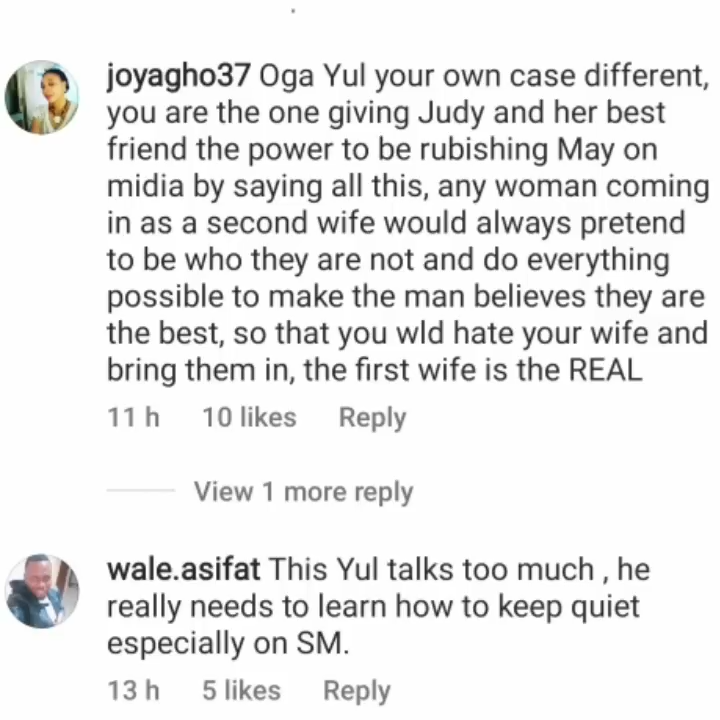 joyagho37 Oga Yul your own case different,
you are the one giving Judy and her best
friend the power to be rubishing May on
midia by saying all this, any woman coming
in as a second wife would always pretend
to be who they are not and do everything
possible to make the man believes they are
the best, so that you wld hate your wife and
bring them in, the first wife is the REAL
11 h 10 likes Reply
View 1 more reply
wale.asifat This Yul talks too much , he
really needs to learn how to keep quiet
especially on SM.
13 h 5 likes Reply